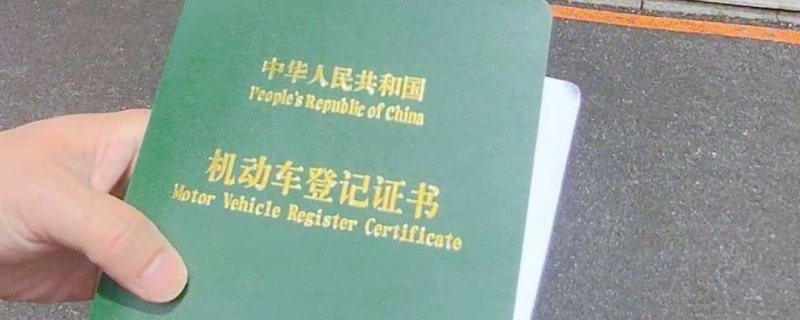 中华人民共和国
People's Republic of China
机动车登记证书
Motor Vehicle Register Certificate